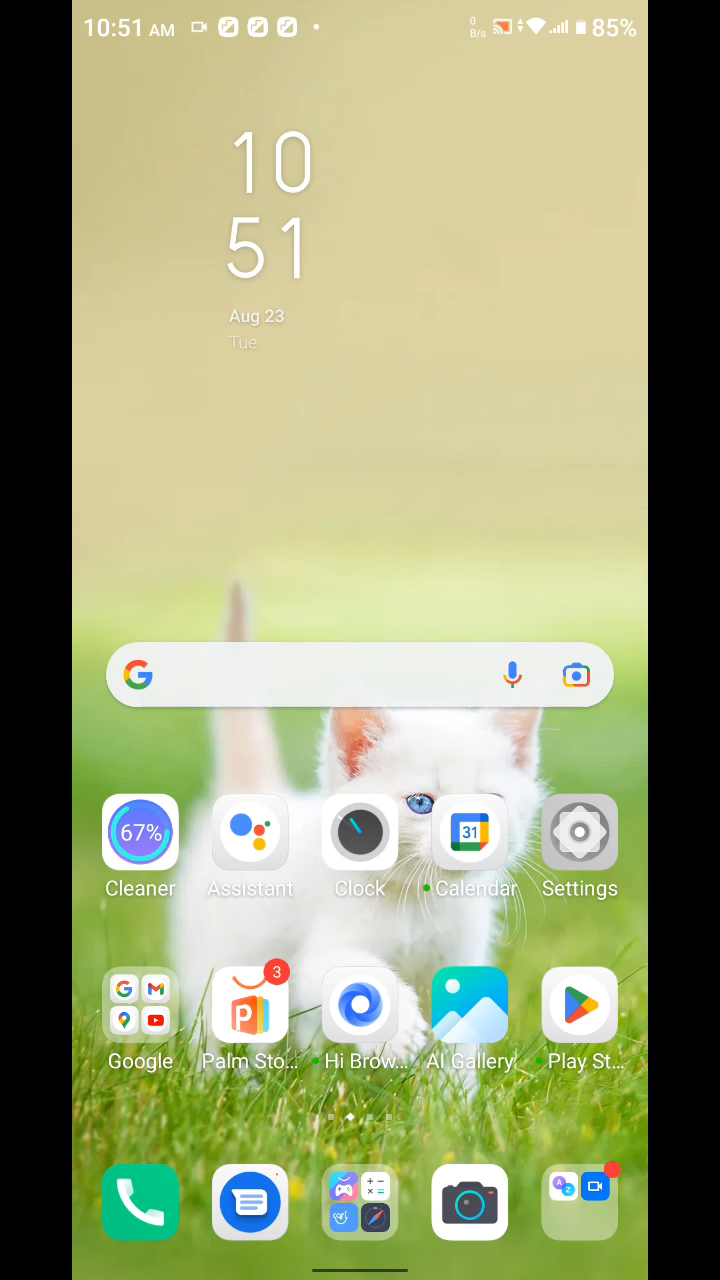 10:51 AM
0
B/s
85%
10
51
Aug 23
Tue
67%
31
Cleaner
Assistant
Clock
Calendar
Settings
3
P
Google
Palm Sto...
Hi Brow...
AI Gallery
Play St...
A
Z